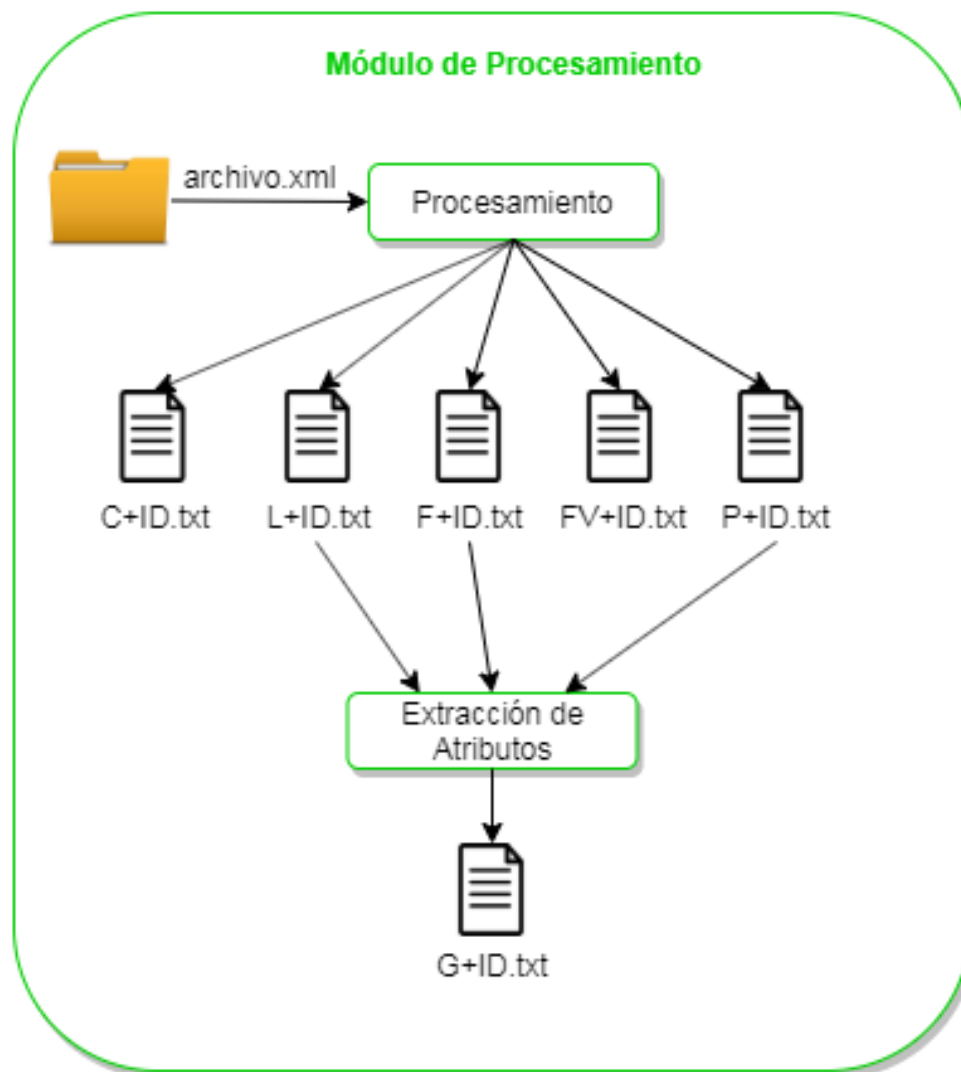 Módulo de Procesamiento
archivo.xml
Procesamiento
C+ID.txt
L+ID.txt
F+ID.txt
FV+ID.txt
P+ID.txt
Extracción de
Atributos
G+ID.txt